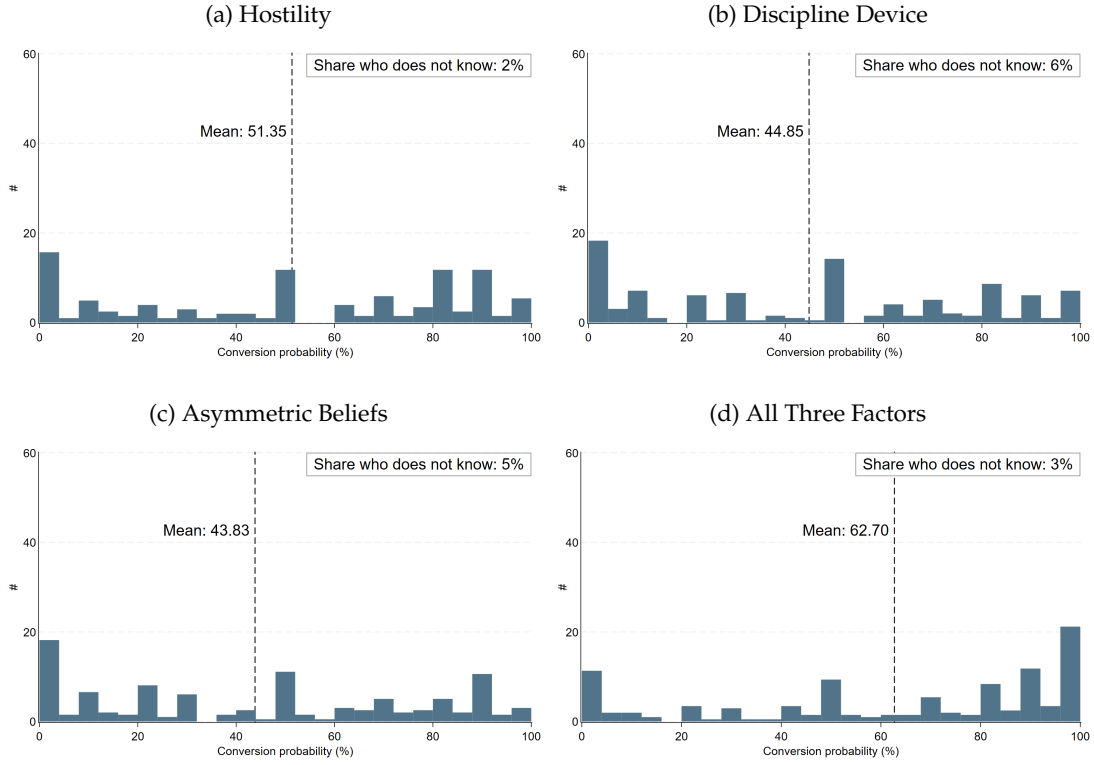 (a) Hostility
60
40
20
0
#
Share who does not know: 2%
Mean: 51.35
0 20 40 60 80 100
Conversion probability (%)
(b) Discipline Device
60
40
20
0
#
Share who does not know: 6%
Mean: 44.85
0 20 40 60 80 100
Conversion probability (%)
(c) Asymmetric Beliefs
60
40
20
0
#
Share who does not know: 5%
Mean: 43.83
0 20 40 60 80 100
Conversion probability (%)
(d) All Three Factors
60
40
20
0
#
Share who does not know: 3%
Mean: 62.70
0 20 40 60 80 100
Conversion probability (%)